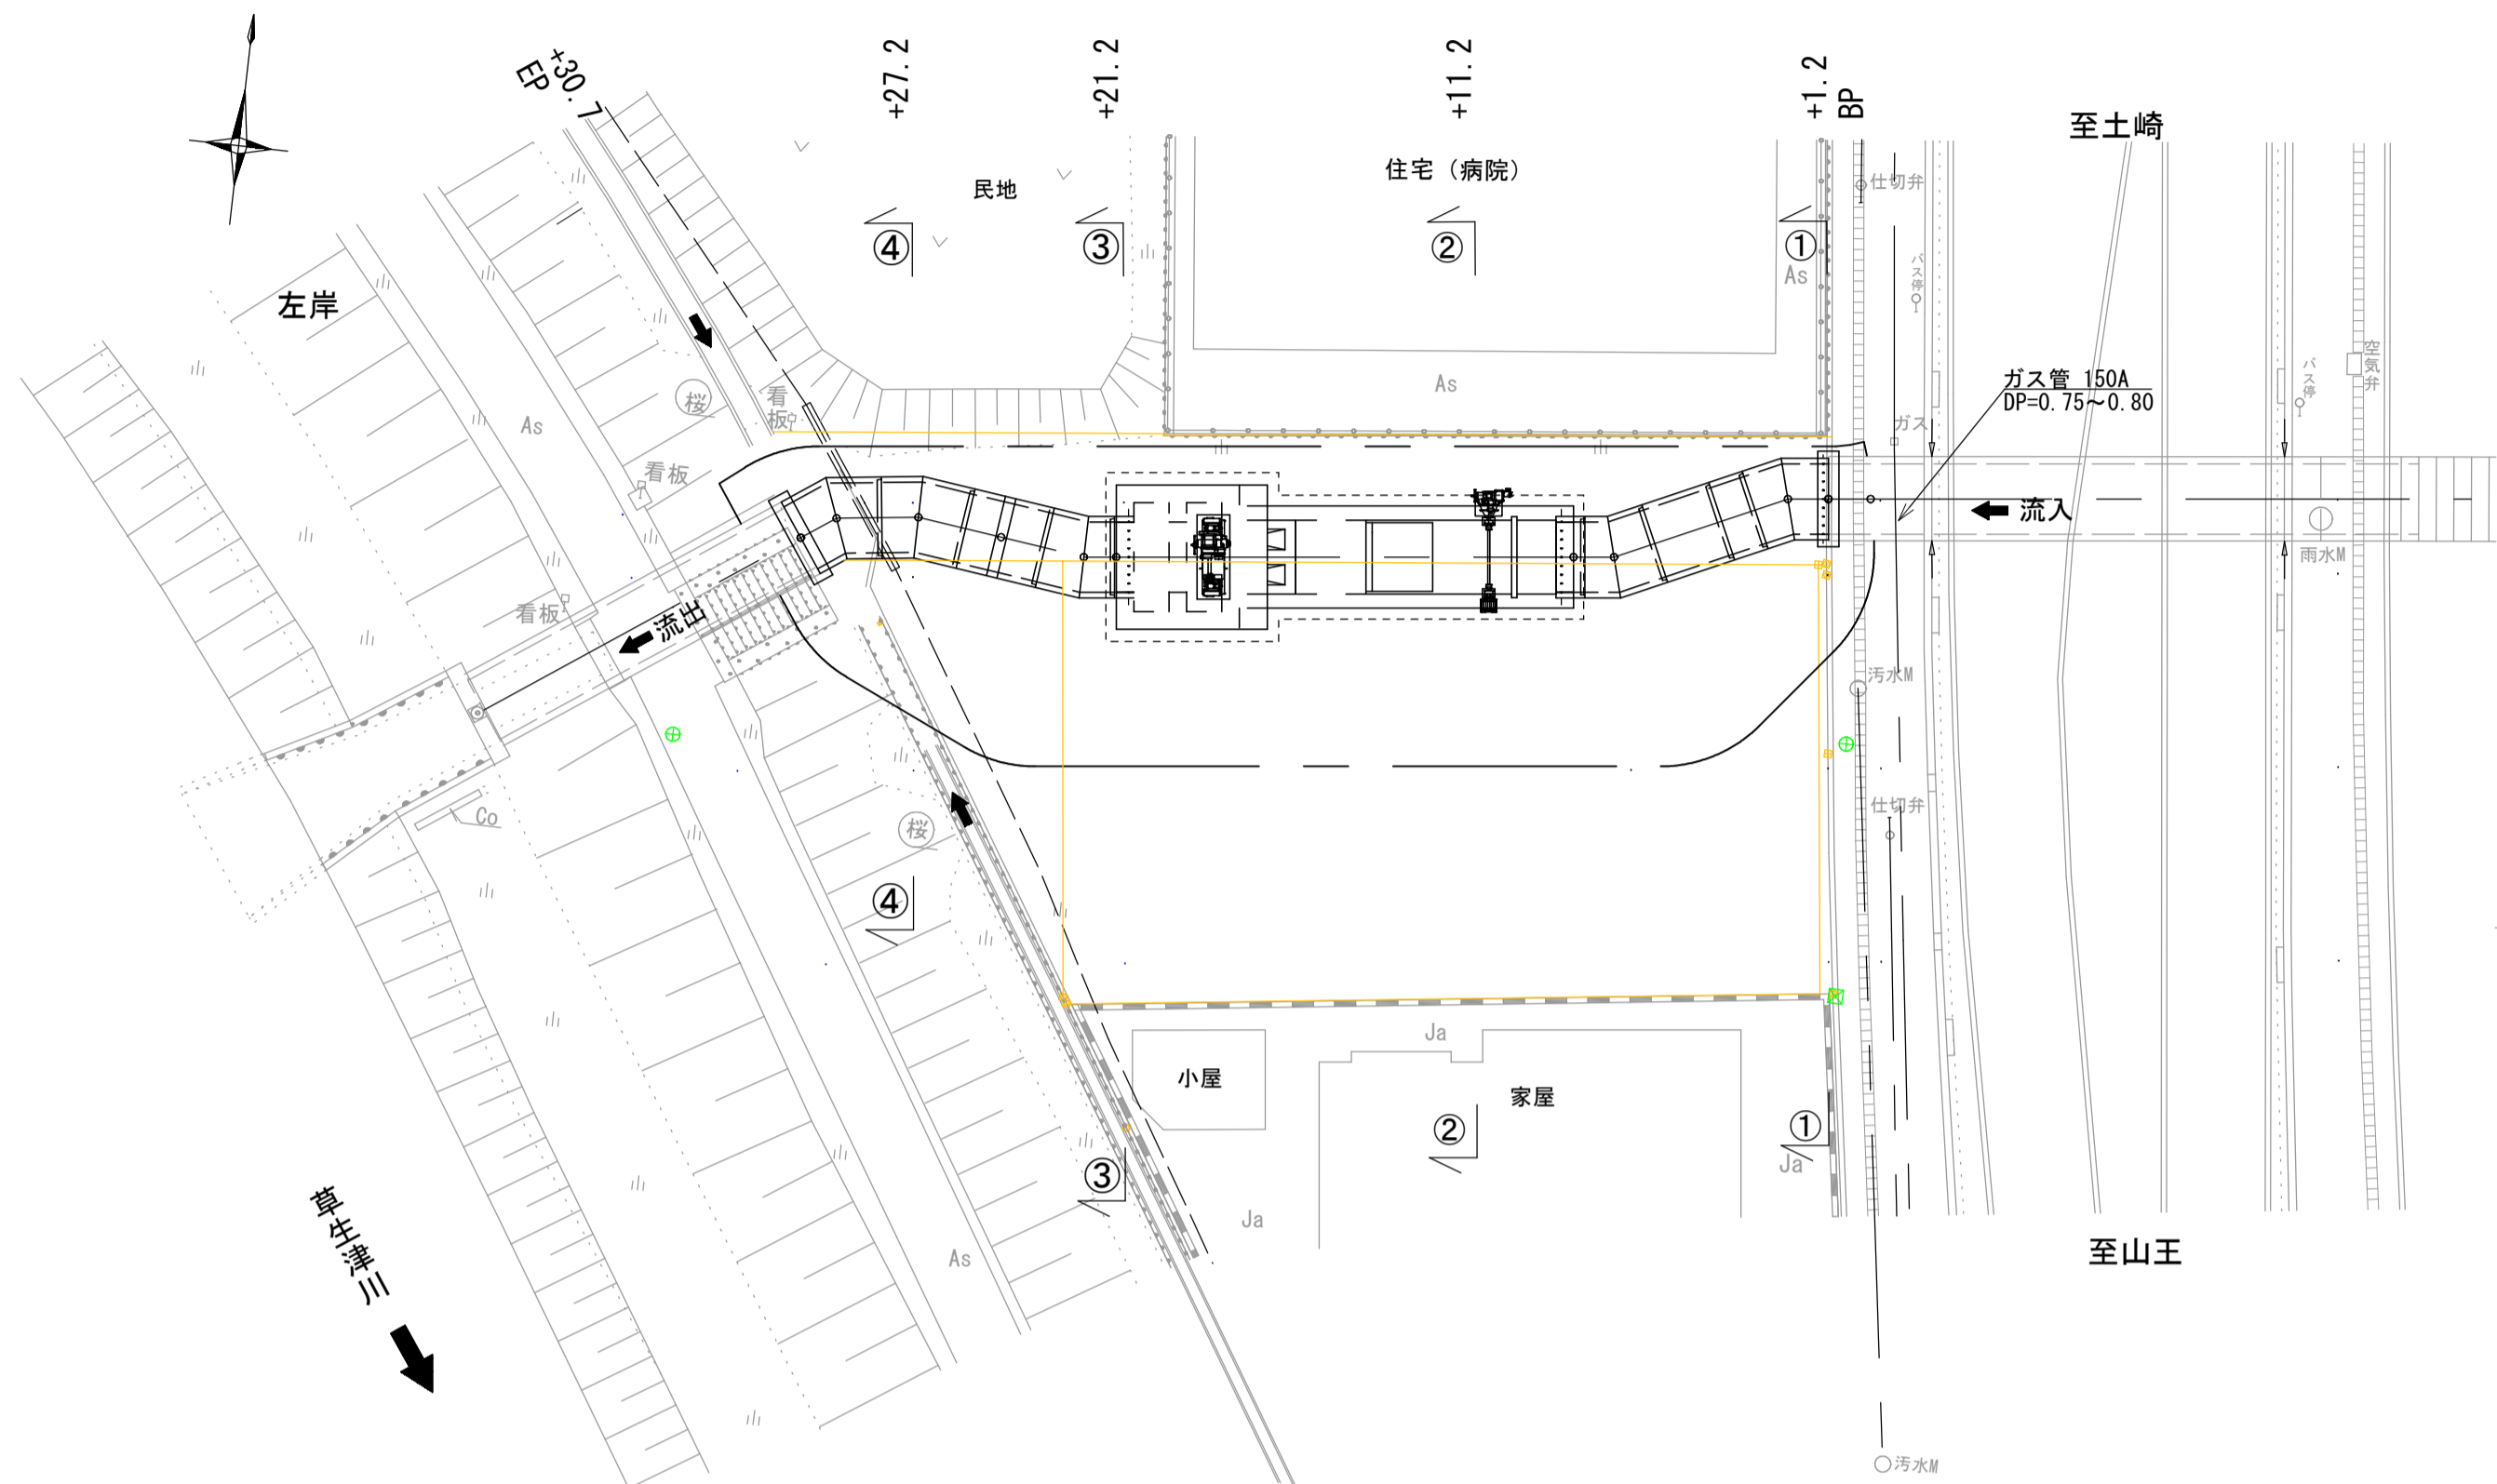 +30.7
EP
+27.2
+21.2
+11.2
+1.2
BP
至土崎
住宅（病院）
民地
仕切弁
④
③
②
①
As
バス停
左岸
空気弁
バス停
ガス管 150A
DP=0.75～0.80
As
桜
看板
As
ガス
看板
流入
雨水M
看板
流出
汚水M
仕切弁
Co
桜
④
Ja
小屋
家屋
②
①
③
Ja
草生津川
Ja
As
至山王
汚水M